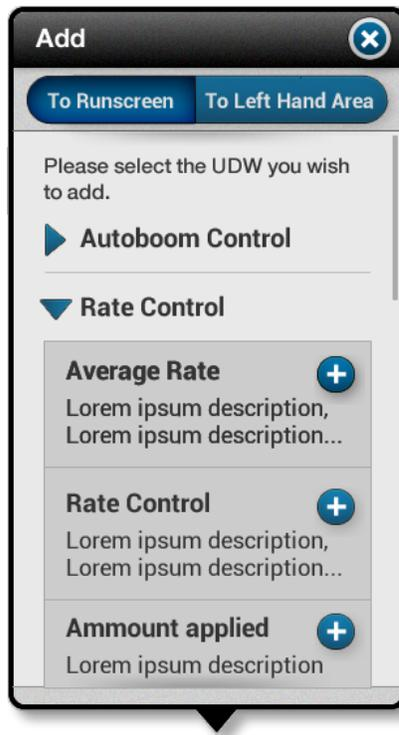 Add
To Runscreen
To Left Hand Area
Please select the UDW you wish
to add.
Autoboom Control
Rate Control
Average Rate
Lorem ipsum description,
Lorem ipsum description...
Rate Control
Lorem ipsum description,
Lorem ipsum description...
Ammount applied
Lorem ipsum description